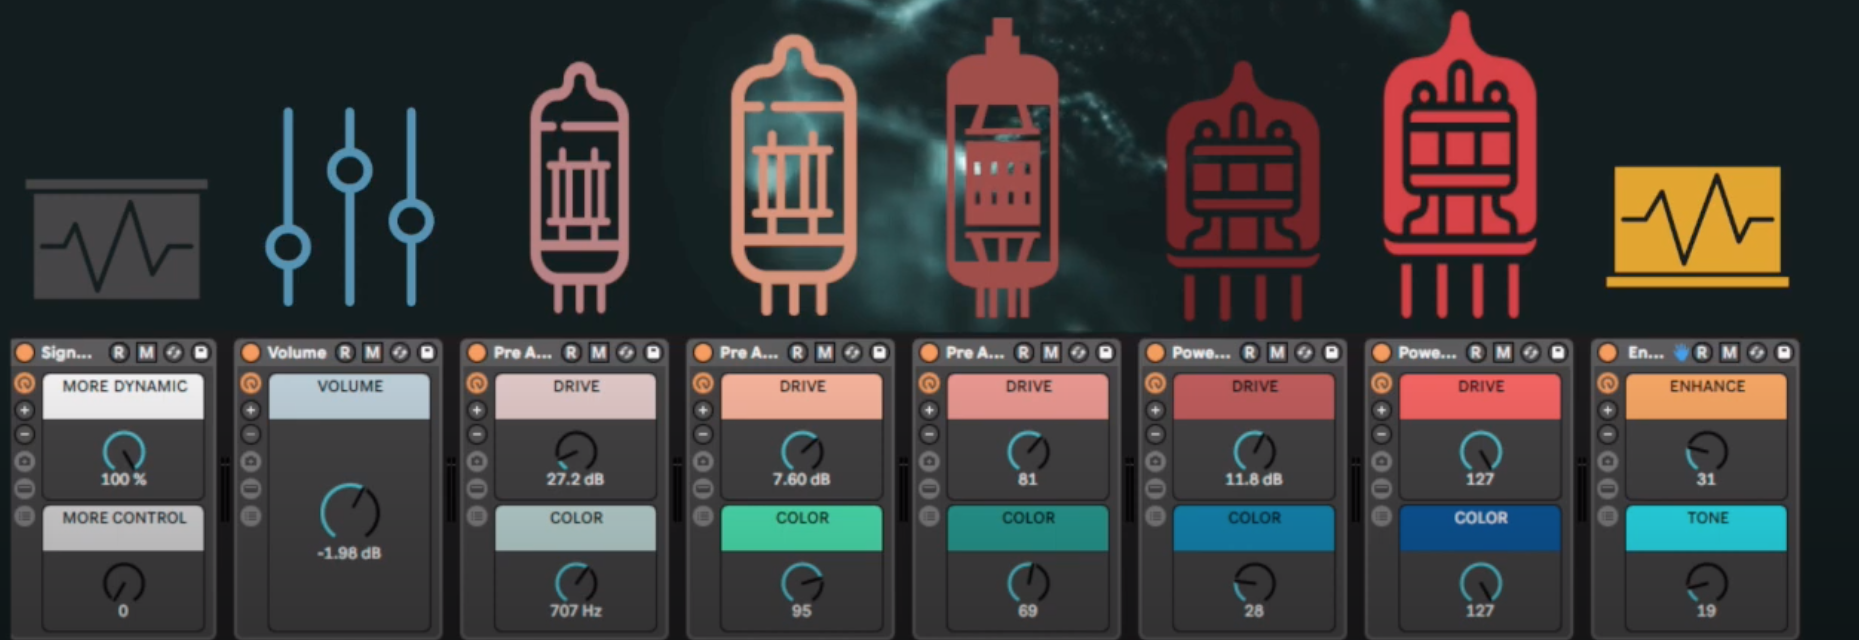 Sign... R M
MORE DYNAMIC
100 %
MORE CONTROL
0
Volume R M
VOLUME
-1.98 dB
Pre A... R M
DRIVE
27.2 dB
COLOR
707 Hz
Pre A... R M
DRIVE
7.60 dB
COLOR
95
Pre A... R M
DRIVE
81
COLOR
69
Powe... R M
DRIVE
11.8 dB
COLOR
28
Powe... R M
DRIVE
127
COLOR
127
En... R M
ENHANCE
31
TONE
19